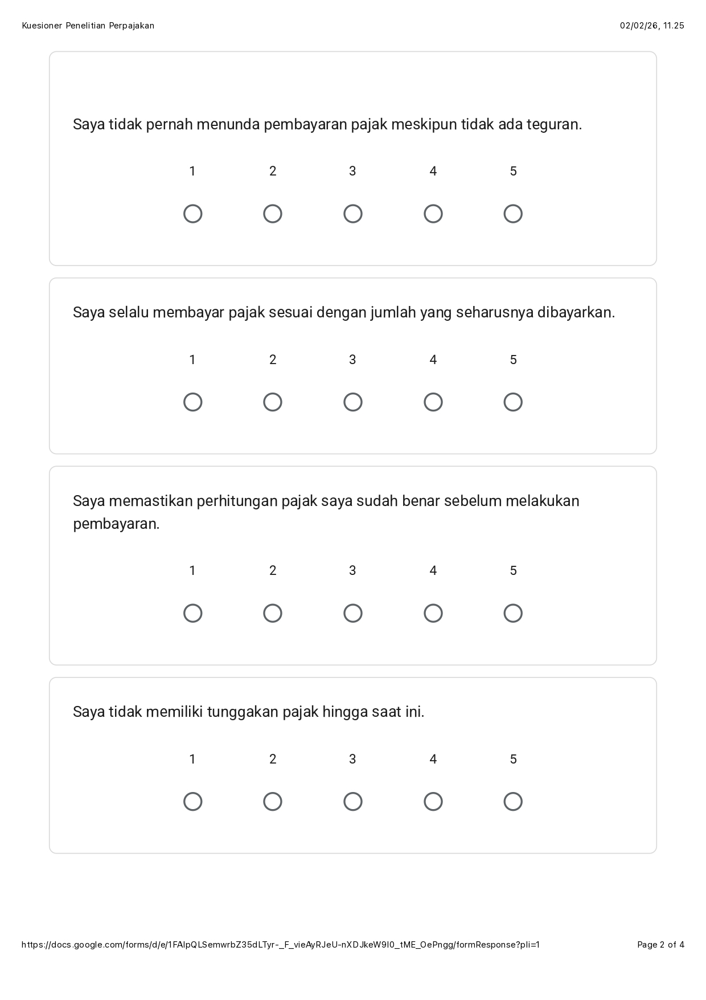 Kuesioner Penelitian Perpajakan 02/02/26, 11.25
Saya tidak pernah menunda pembayaran pajak meskipun tidak ada teguran.
1 2 3 4 5
Saya selalu membayar pajak sesuai dengan jumlah yang seharusnya dibayarkan.
1 2 3 4 5
Saya memastikan perhitungan pajak saya sudah benar sebelum melakukan
pembayaran.
1 2 3 4 5
Saya tidak memiliki tunggakan pajak hingga saat ini.
1 2 3 4 5
https://docs.google.com/forms/d/e/1FAIpQLSemwrbZ35dLTyr-_F_vieAyRJeU-nXDJkeW9I0_tME_OePngg/formResponse?pli=1 Page 2 of 4